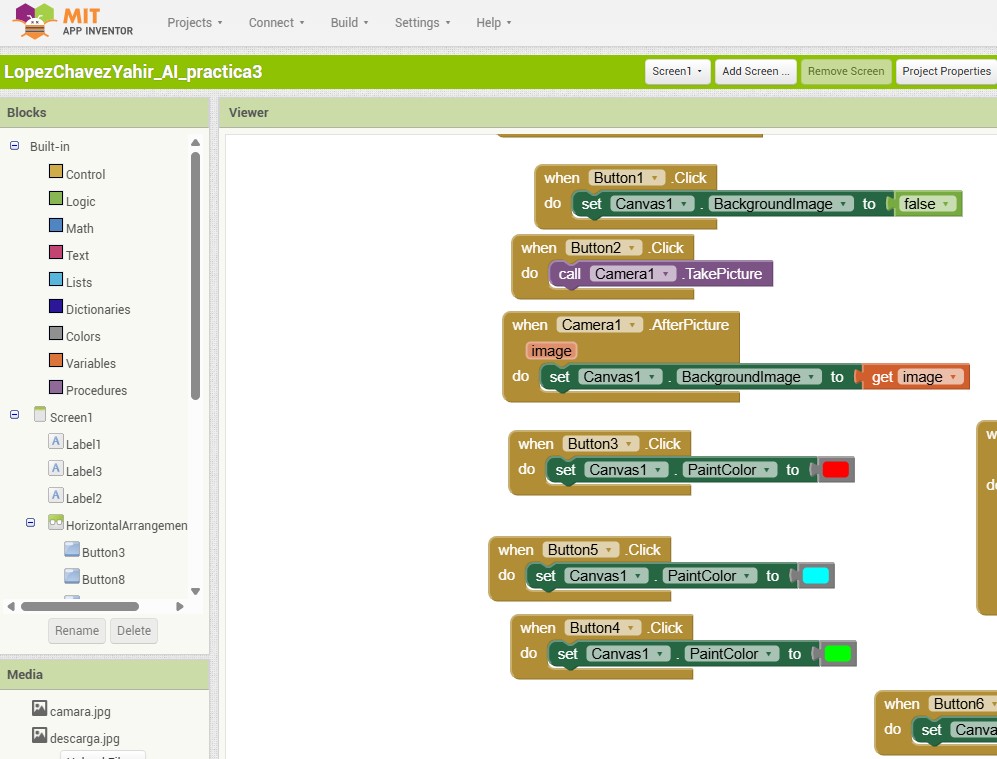 MIT
APP INVENTOR
Projects
Connect
Build
Settings
Help
LopezChavezYahir_AI_practica3
Screen1
Add Screen ...
Remove Screen
Project Properties
Blocks
Viewer
Built-in
Control
Logic
Math
Text
Lists
Dictionaries
Colors
Variables
Procedures
Screen1
Label1
Label3
Label2
HorizontalArrangemen
Button3
Button8
Rename
Delete
Media
camara.jpg
descarga.jpg
when Button1 .Click
do set Canvas1 . BackgroundImage to false
when Button2 .Click
do call Camera1 .TakePicture
when Camera1 .AfterPicture
image
do set Canvas1 . BackgroundImage to get image
when Button3 .Click
do set Canvas1 . PaintColor to
when Button5 .Click
do set Canvas1 . PaintColor to
when Button4 .Click
do set Canvas1 . PaintColor to
when Button6
do set Canva